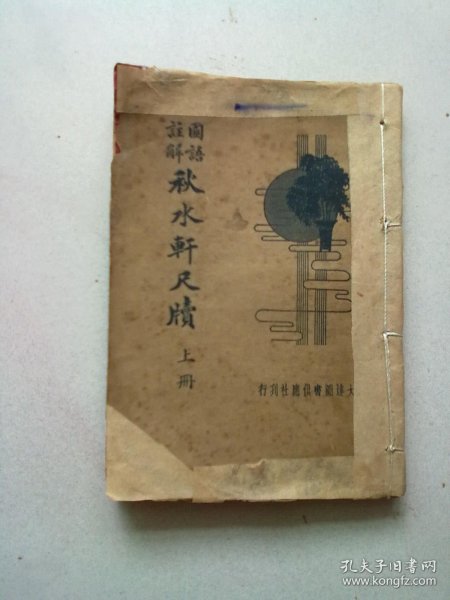 國語
註解
秋水軒尺牘
上冊
大達圖書供應社刊行
孔夫子旧书网
www.kongfz.com